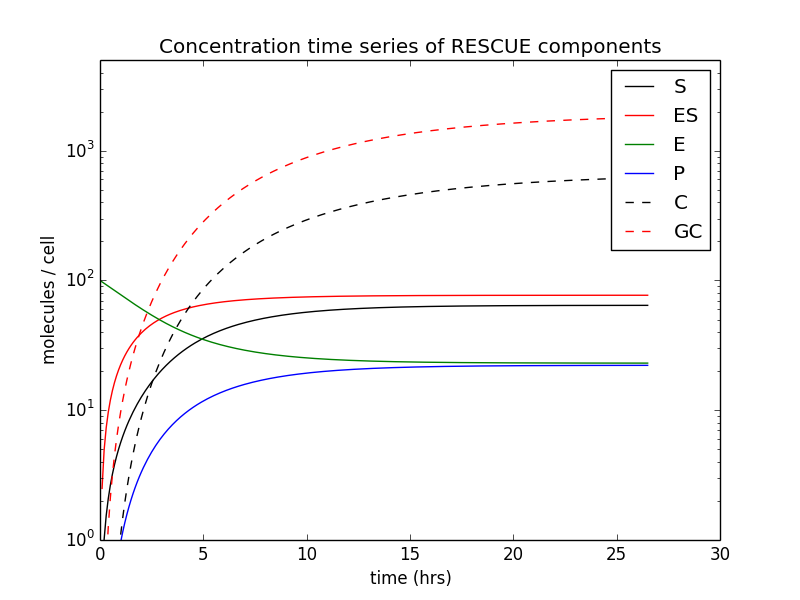 Concentration time series of RESCUE components
S
ES
E
P
C
GC
molecules / cell
10^3
10^2
10^1
10^0
0 5 10 15 20 25 30
time (hrs)